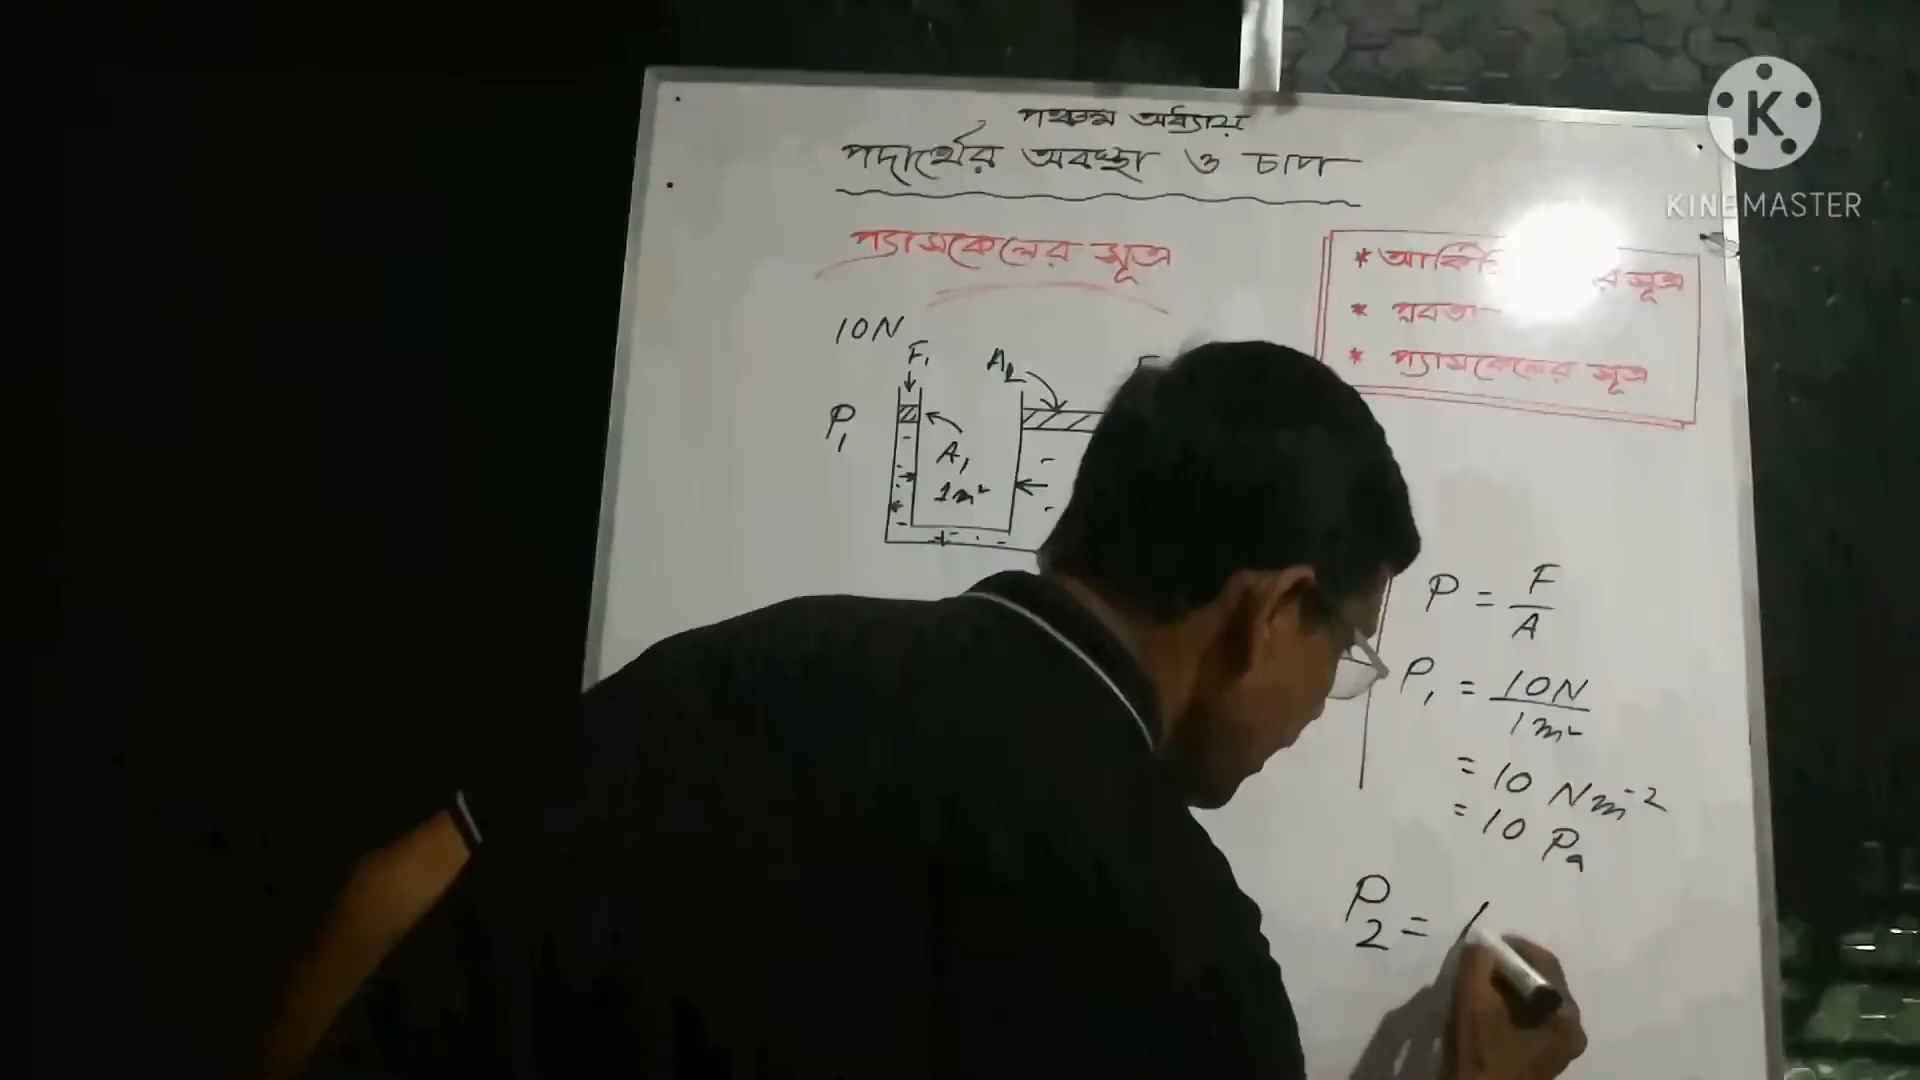 পঞ্চম অধ্যায়
পদার্থের অবস্থা ও চাপ
K
KINEMASTER
প্যাসকেলের সূত্র
* সূত্র
* প্লবতা
* প্যাসকেলের সূত্র
10N
F₁
A₂
P₁
A₁
1m²
P = F/A
P₁ = 10N/1m²
= 10 Nm⁻²
= 10 Pa
P₂ =